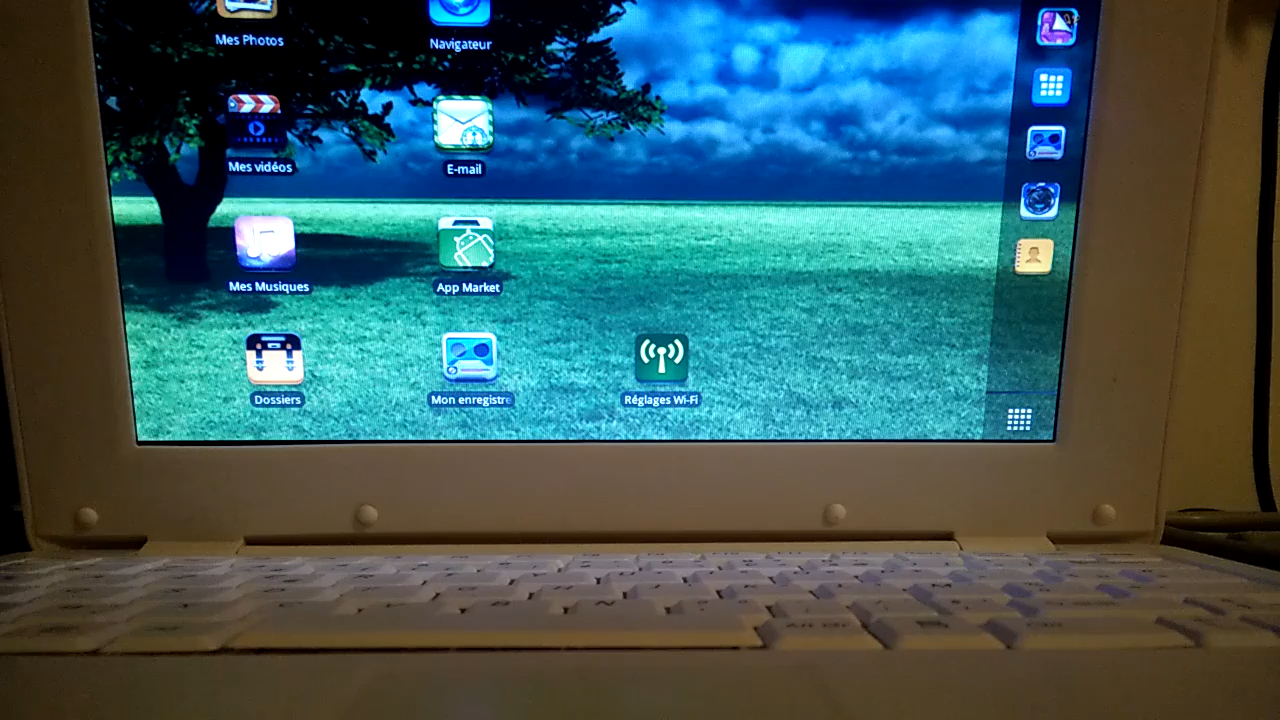 Mes Photos
Navigateur
Mes vidéos
E-mail
Mes Musiques
App Market
Dossiers
Mon enregistre
Réglages Wi-Fi